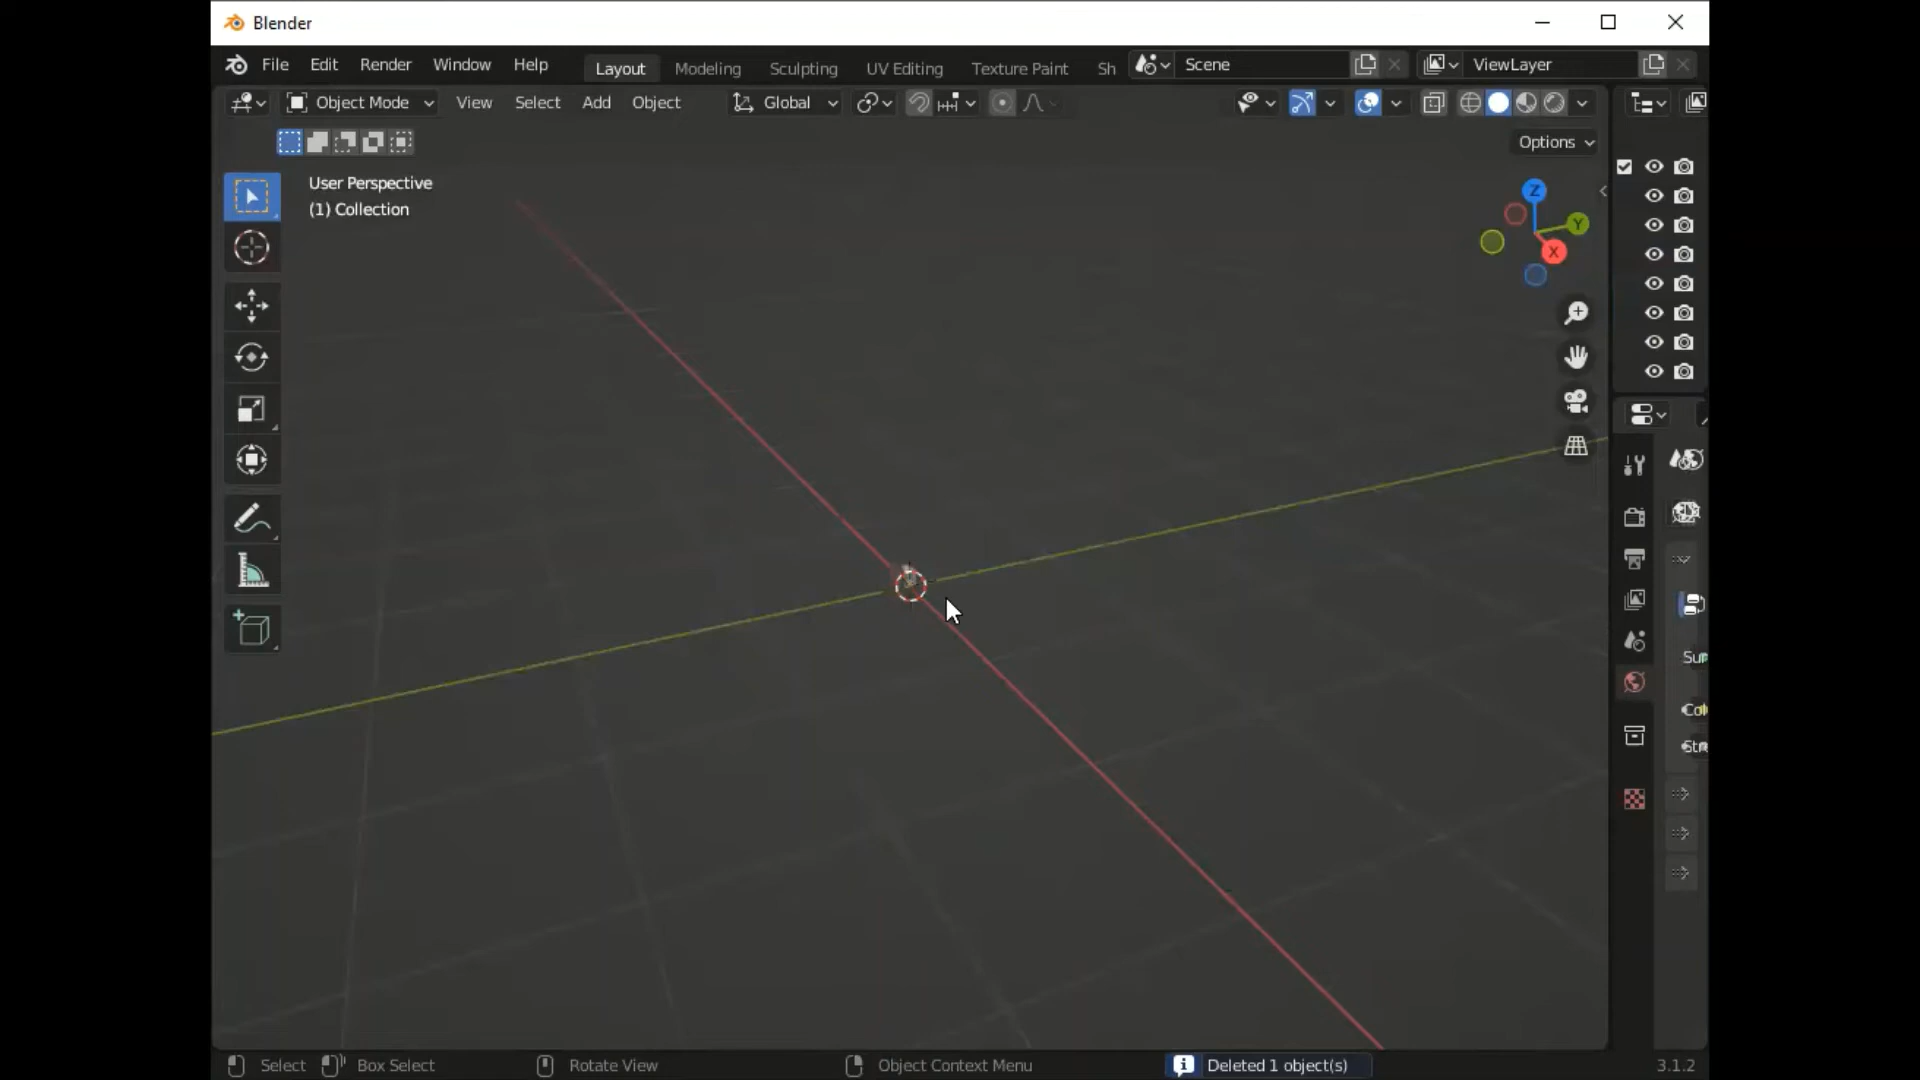 Blender
File Edit Render Window Help Layout Modeling Sculpting UV Editing Texture Paint Sh Scene ViewLayer
Object Mode View Select Add Object Global
Options
User Perspective
(1) Collection
Z
Y
X
Select Box Select Rotate View Object Context Menu Deleted 1 object(s) 3.1.2